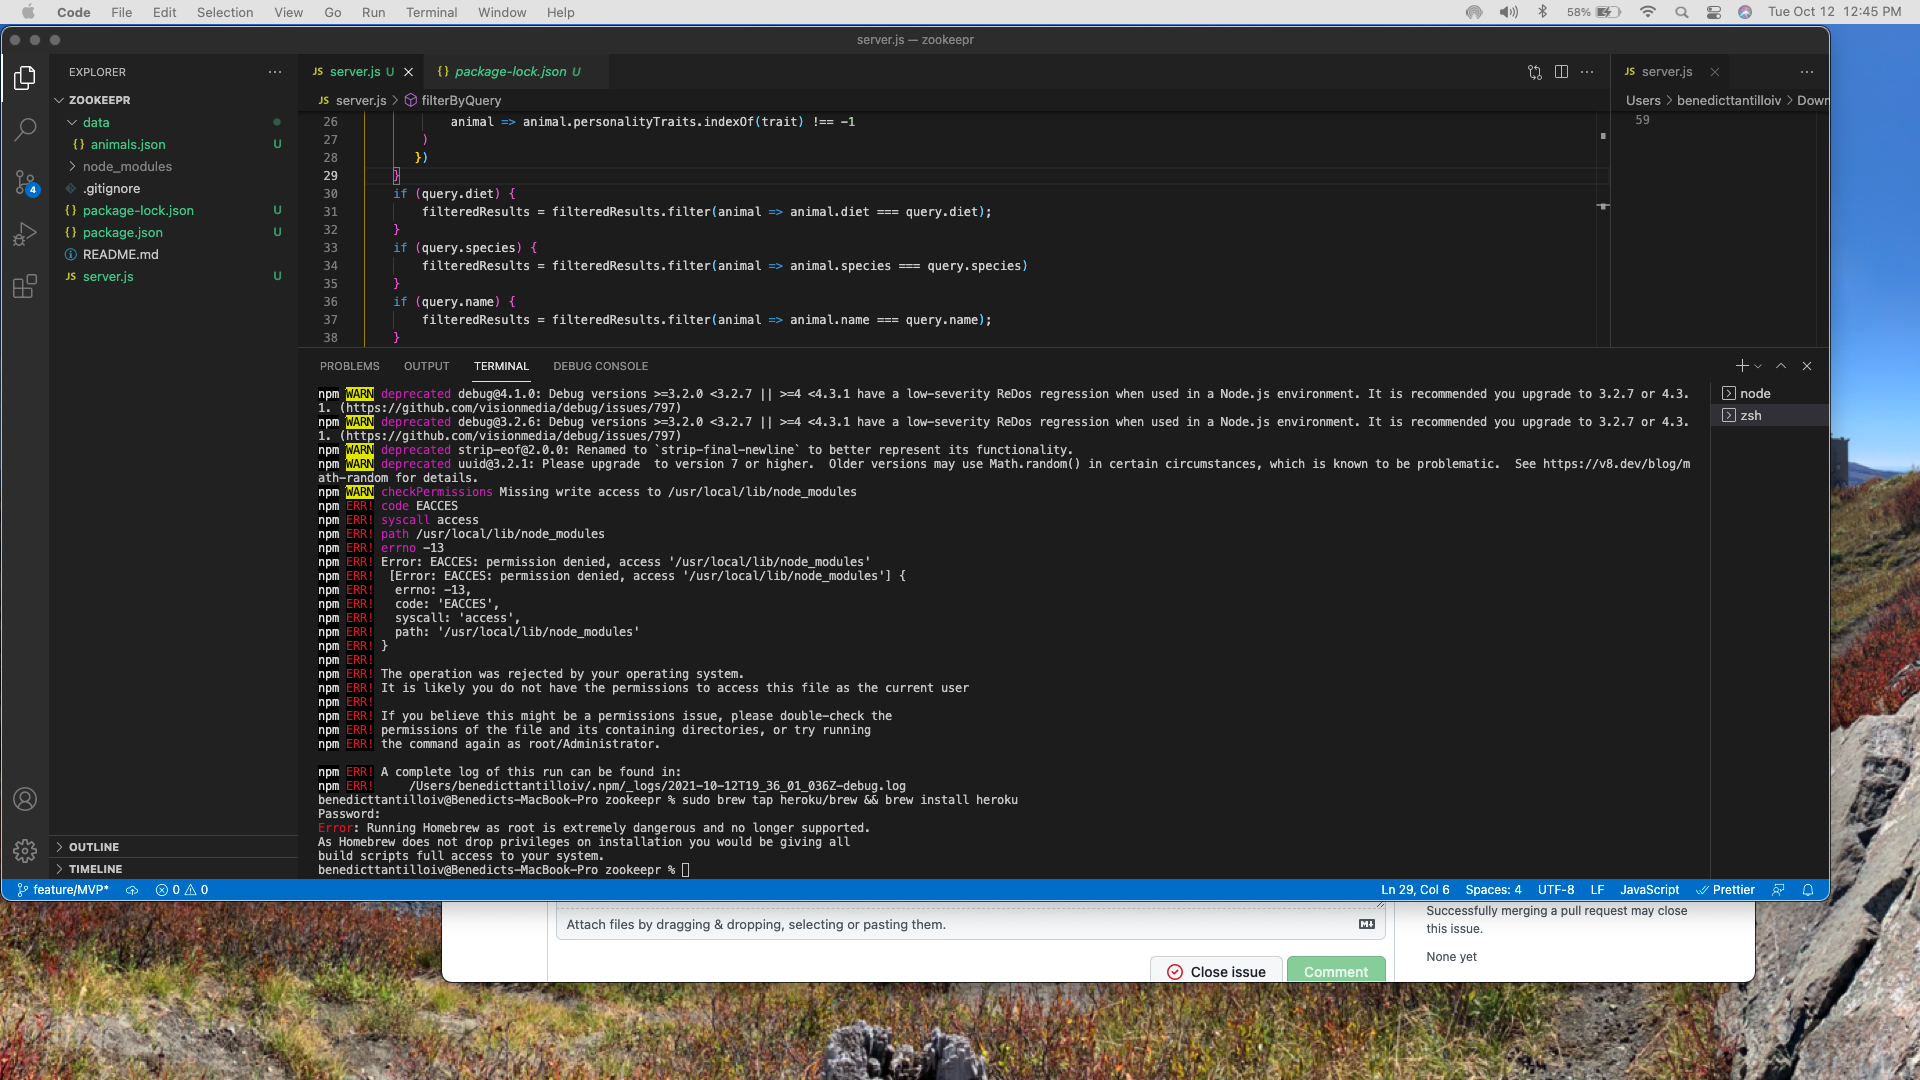 Code File Edit Selection View Go Run Terminal Window Help 58% Tue Oct 12 12:45 PM
server.js — zookeepr
EXPLORER
ZOOKEEPR
data
{} animals.json U
node_modules
.gitignore
{} package-lock.json U
{} package.json U
README.md
JS server.js U
OUTLINE
TIMELINE
4
JS server.js U
{} package-lock.json U
JS server.js > filterByQuery
26 animal => animal.personalityTraits.indexOf(trait) !== -1
27 )
28 })
29 }
30 if (query.diet) {
31 filteredResults = filteredResults.filter(animal => animal.diet === query.diet);
32 }
33 if (query.species) {
34 filteredResults = filteredResults.filter(animal => animal.species === query.species)
35 }
36 if (query.name) {
37 filteredResults = filteredResults.filter(animal => animal.name === query.name);
38 }
JS server.js
Users > benedicttantilloiv > Down
59
PROBLEMS OUTPUT TERMINAL DEBUG CONSOLE
node
zsh
npm WARN deprecated debug@4.1.0: Debug versions >=3.2.0 <3.2.7 || >=4 <4.3.1 have a low-severity ReDos regression when used in a Node.js environment. It is recommended you upgrade to 3.2.7 or 4.3.
1. (https://github.com/visionmedia/debug/issues/797)
npm WARN deprecated debug@3.2.6: Debug versions >=3.2.0 <3.2.7 || >=4 <4.3.1 have a low-severity ReDos regression when used in a Node.js environment. It is recommended you upgrade to 3.2.7 or 4.3.
1. (https://github.com/visionmedia/debug/issues/797)
npm WARN deprecated strip-eof@2.0.0: Renamed to `strip-final-newline` to better represent its functionality.
npm WARN deprecated uuid@3.2.1: Please upgrade  to version 7 or higher.  Older versions may use Math.random() in certain circumstances, which is known to be problematic.  See https://v8.dev/blog/m
ath-random for details.
npm WARN checkPermissions Missing write access to /usr/local/lib/node_modules
npm ERR! code EACCES
npm ERR! syscall access
npm ERR! path /usr/local/lib/node_modules
npm ERR! errno -13
npm ERR! Error: EACCES: permission denied, access '/usr/local/lib/node_modules'
npm ERR!  [Error: EACCES: permission denied, access '/usr/local/lib/node_modules'] {
npm ERR!   errno: -13,
npm ERR!   code: 'EACCES',
npm ERR!   syscall: 'access',
npm ERR!   path: '/usr/local/lib/node_modules'
npm ERR! }
npm ERR!
npm ERR! The operation was rejected by your operating system.
npm ERR! It is likely you do not have the permissions to access this file as the current user
npm ERR!
npm ERR! If you believe this might be a permissions issue, please double-check the
npm ERR! permissions of the file and its containing directories, or try running
npm ERR! the command again as root/Administrator.
npm ERR! A complete log of this run can be found in:
npm ERR!     /Users/benedicttantilloiv/.npm/_logs/2021-10-12T19_36_01_036Z-debug.log
benedicttantilloiv@Benedicts-MacBook-Pro zookeepr % sudo brew tap heroku/brew && brew install heroku
Password:
Error: Running Homebrew as root is extremely dangerous and no longer supported.
As Homebrew does not drop privileges on installation you would be giving all
build scripts full access to your system.
benedicttantilloiv@Benedicts-MacBook-Pro zookeepr %
feature/MVP* 0 0 Ln 29, Col 6 Spaces: 4 UTF-8 LF JavaScript Prettier
Attach files by dragging & dropping, selecting or pasting them.
Close issue Comment
Successfully merging a pull request may close
this issue.
None yet